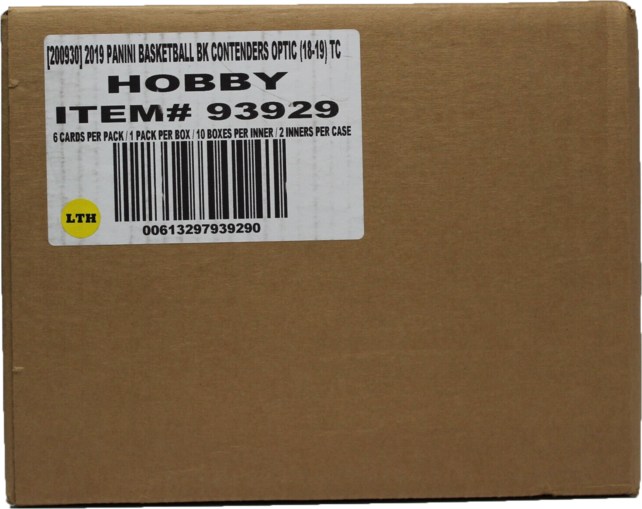 [200930] 2019 PANINI BASKETBALL BK CONTENDERS OPTIC (18-19) TC
HOBBY
ITEM# 93929
6 CARDS PER PACK / 1 PACK PER BOX / 10 BOXES PER INNER / 2 INNERS PER CASE
LTH
00613297939290